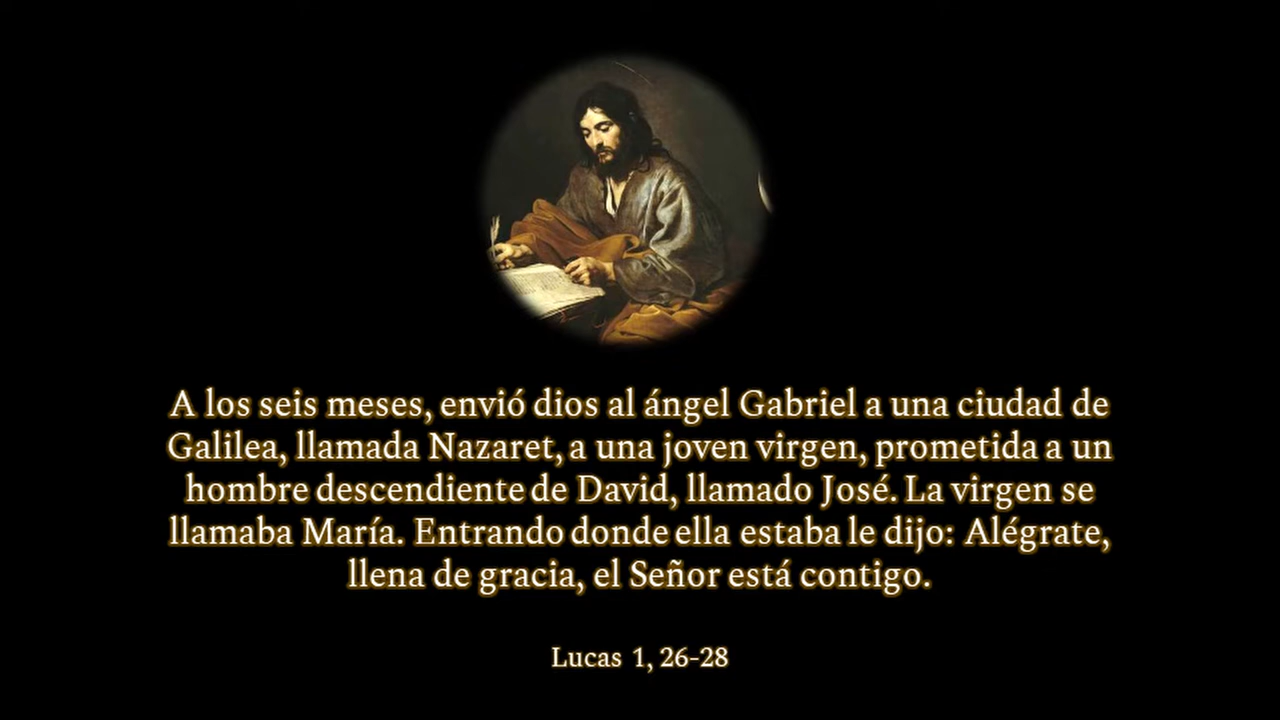 A los seis meses, envió dios al ángel Gabriel a una ciudad de
Galilea, llamada Nazaret, a una joven virgen, prometida a un
hombre descendiente de David, llamado José. La virgen se
llamaba María. Entrando donde ella estaba le dijo: Alégrate,
llena de gracia, el Señor está contigo.
Lucas 1, 26-28